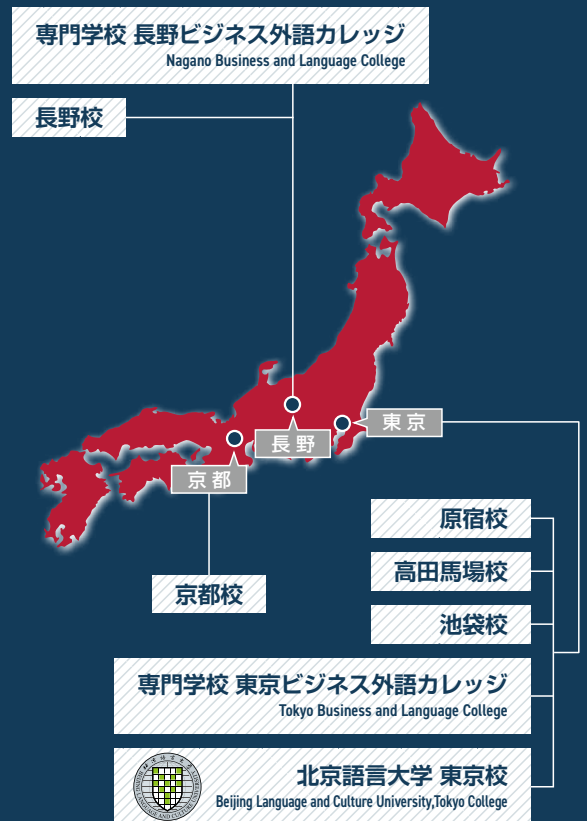 専門学校 長野ビジネス外語カレッジ
Nagano Business and Language College
長野校
東京
長野
京都
京都校
原宿校
高田馬場校
池袋校
専門学校 東京ビジネス外語カレッジ
Tokyo Business and Language College
北京語言大学 東京校
Beijing Language and Culture University,Tokyo College